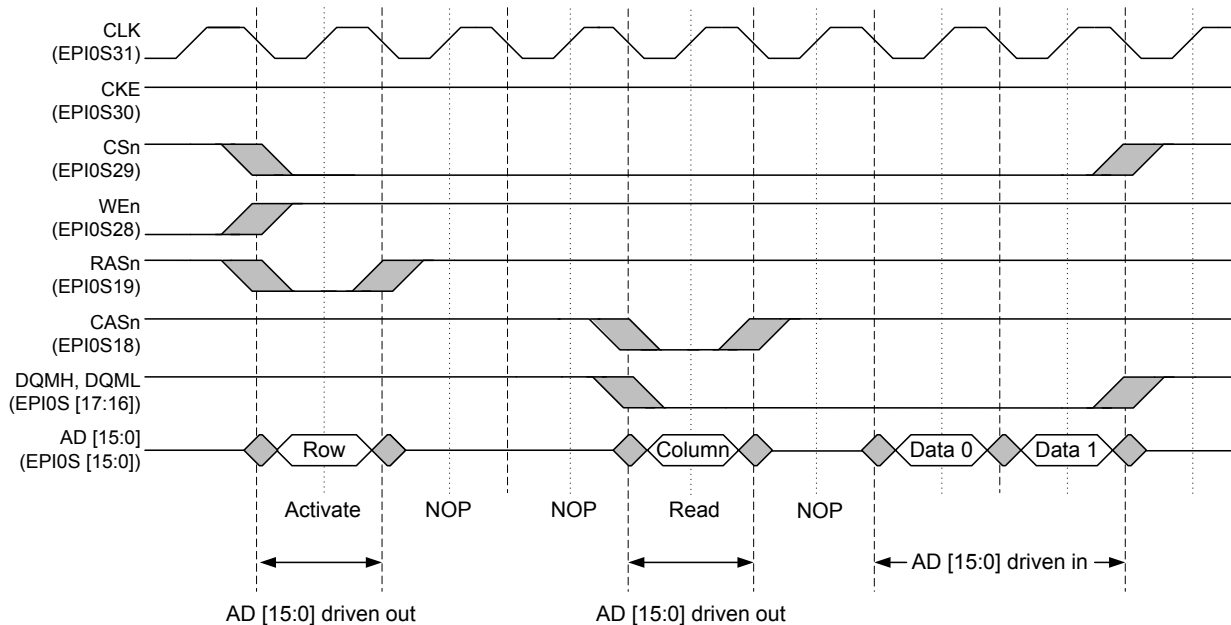 CLK
(EPI0S31)
CKE
(EPI0S30)
CSn
(EPI0S29)
WEn
(EPI0S28)
RASn
(EPI0S19)
CASn
(EPI0S18)
DQMH, DQML
(EPI0S [17:16])
AD [15:0]
(EPI0S [15:0])
Row Column Data 0 Data 1
Activate NOP NOP Read NOP
AD [15:0] driven in
AD [15:0] driven out AD [15:0] driven out